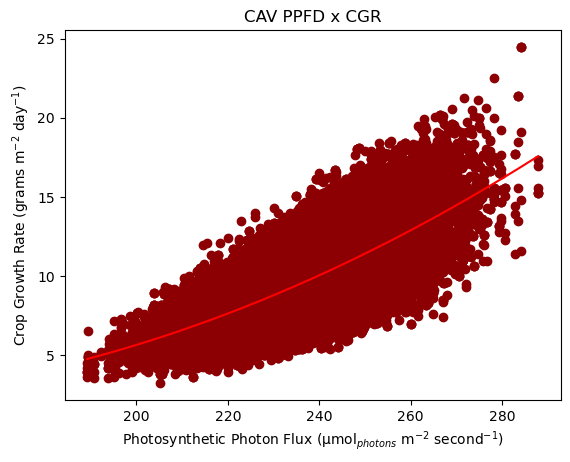 CAV PPFD x CGR
25
20
15
10
5
Crop Growth Rate (grams m⁻² day⁻¹)
200 220 240 260 280
Photosynthetic Photon Flux (μmol_photons m⁻² second⁻¹)